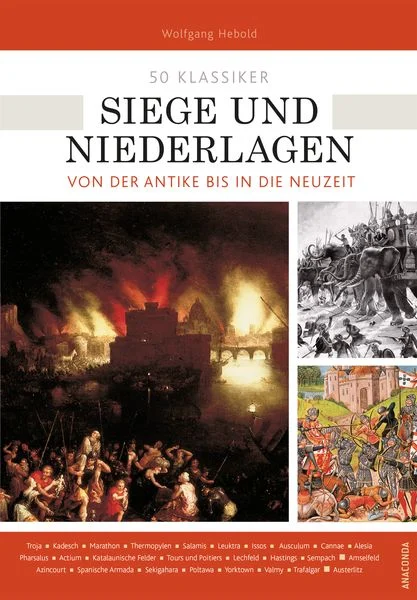 Wolfgang Hebold
50 KLASSIKER
SIEGE UND
NIEDERLAGEN
VON DER ANTIKE BIS IN DIE NEUZEIT
Troja ■ Kadesch ■ Marathon ■ Thermopylen ■ Salamis ■ Leuktra ■ Issos ■ Ausculum ■ Cannae ■ Alesia
Pharsalus ■ Actium ■ Katalaunische Felder ■ Tours und Poitiers ■ Lechfeld ■ Hastings ■ Sempach ■ Amselfeld
Azincourt ■ Spanische Armada ■ Sekigahara ■ Poltawa ■ Yorktown ■ Valmy ■ Trafalgar ■ Austerlitz
ANACONDA